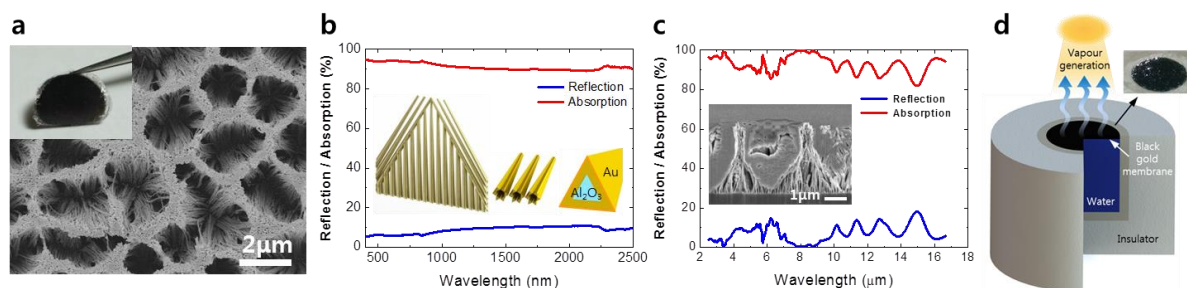 a
2μm
b
Reflection / Absorption (%)
100
80
60
40
20
0
Reflection
Absorption
Au
Al₂O₃
500
1000
1500
2000
2500
Wavelength (nm)
c
Reflection / Absorption (%)
100
80
60
40
20
0
Reflection
Absorption
1μm
2
4
6
8
10
12
14
16
18
Wavelength (μm)
d
Vapour
generation
Black
gold
membrane
Water
Insulator